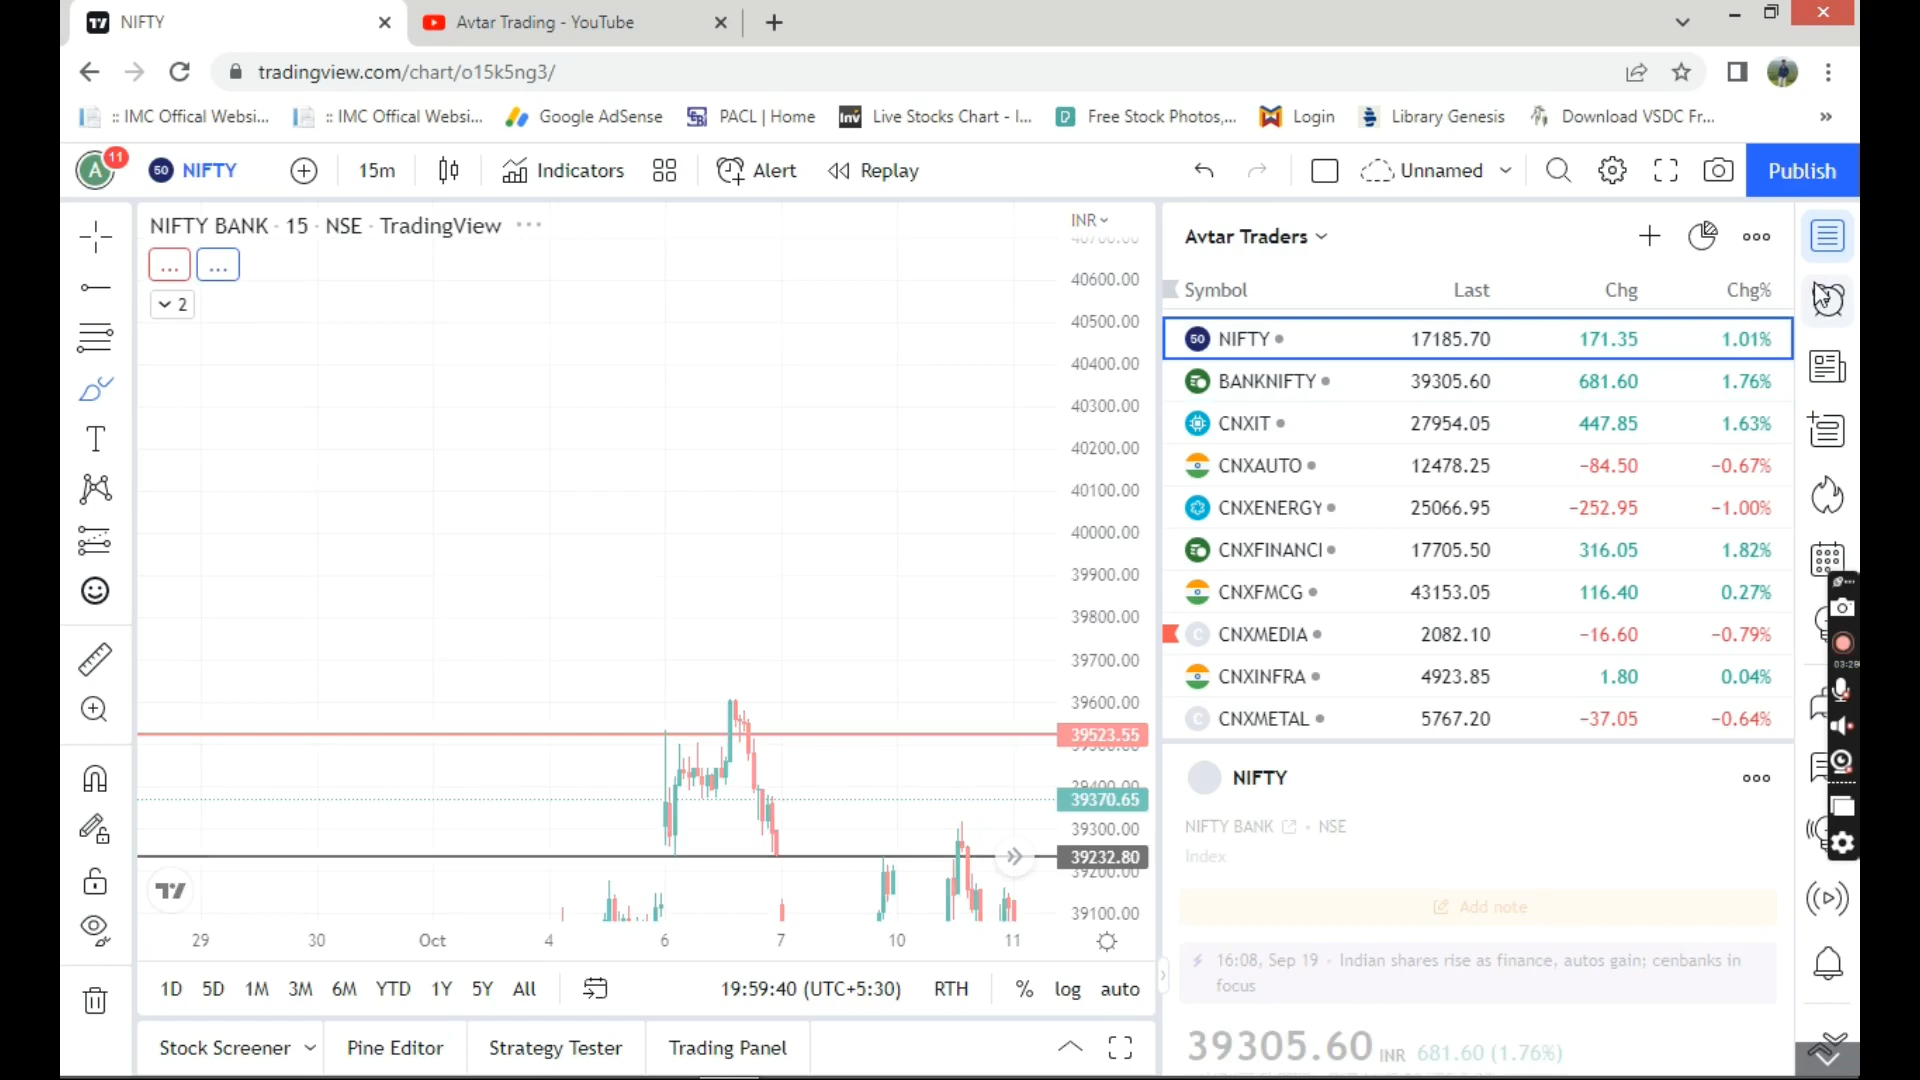 NIFTY
Avtar Trading - YouTube
tradingview.com/chart/o15k5ng3/
:: IMC Offical Websi...
:: IMC Offical Websi...
Google AdSense
PACL | Home
Live Stocks Chart - I...
Free Stock Photos,...
Login
Library Genesis
Download VSDC Fr...
»
A 11
50 NIFTY
15m
Indicators
Alert
Replay
Unnamed
Publish
NIFTY BANK · 15 · NSE · TradingView ...
... ...
2
INR
40600.00
40500.00
40400.00
40300.00
40200.00
40100.00
40000.00
39900.00
39800.00
39700.00
39600.00
39523.55
39370.65
39300.00
39232.80
39200.00
39100.00
29 30 Oct 4 6 7 10 11
1D 5D 1M 3M 6M YTD 1Y 5Y All
19:59:40 (UTC+5:30) RTH % log auto
Stock Screener
Pine Editor
Strategy Tester
Trading Panel
Avtar Traders
Symbol Last Chg Chg%
50 NIFTY 17185.70 171.35 1.01%
BANKNIFTY 39305.60 681.60 1.76%
CNXIT 27954.05 447.85 1.63%
CNXAUTO 12478.25 −84.50 −0.67%
CNXENERGY 25066.95 −252.95 −1.00%
CNXFINANCI 17705.50 316.05 1.82%
CNXFMCG 43153.05 116.40 0.27%
C CNXMEDIA 2082.10 −16.60 −0.79%
CNXINFRA 4923.85 1.80 0.04%
C CNXMETAL 5767.20 −37.05 −0.64%
NIFTY
NIFTY BANK · NSE
Index
Add note
16:08, Sep 19 · Indian shares rise as finance, autos gain; cenbanks in
focus
39305.60 INR 681.60 (1.76%)